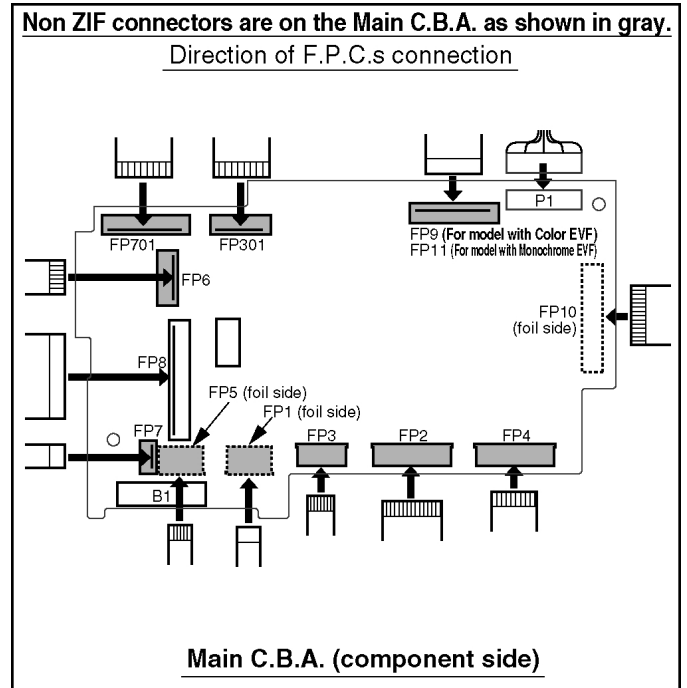 Non ZIF connectors are on the Main C.B.A. as shown in gray.
Direction of F.P.C.s connection
P1
FP701
FP301
FP9 (For model with Color EVF)
FP11 (For model with Monochrome EVF)
FP6
FP10
(foil side)
FP8
FP5 (foil side)
FP1 (foil side)
FP7
FP3
FP2
FP4
B1
Main C.B.A. (component side)